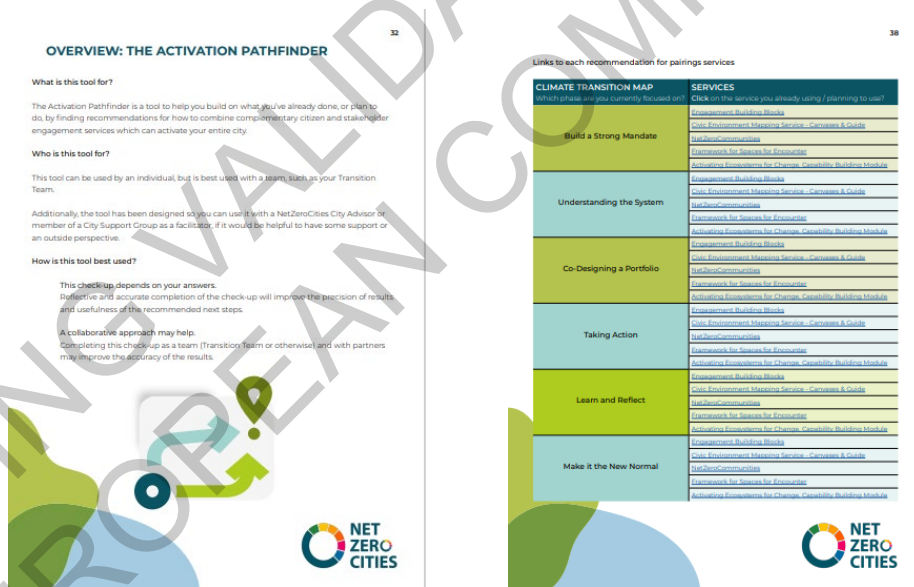 32
OVERVIEW: THE ACTIVATION PATHFINDER
What is this tool for?
The Activation Pathfinder is a tool to help you build on what you've already done, or plan to
do, by finding recommendations for how to combine complementary citizen and stakeholder
engagement services which can activate your entire city.
Who is this tool for?
This tool can be used by an individual, but is best used with a team, such as your Transition
Team.
Additionally, the tool has been designed so you can use it with a NetZeroCities City Advisor or
member of a City Support Group as a facilitator, if it would be helpful to have some support or
an outside perspective.
How is this tool best used?
This check-up depends on your answers.
Reflective and accurate completion of the check-up will improve the precision of results
and usefulness of the recommended next steps.
A collaborative approach may help.
Completing this check-up as a team (Transition Team or otherwise) and with partners
may improve the accuracy of the results.
NET
ZERO
CITIES
38
Links to each recommendation for pairings services
CLIMATE TRANSITION MAP
Which phase are you currently focused on?
SERVICES
Click on the service you already using / planning to use?
Build a Strong Mandate
Engagement Building Blocks
Civic Environment Mapping Service - Canvases & Guide
NetZeroCommunities
Framework for Spaces for Encounter
Activating Ecosystems for Change, Capability Building Module
Understanding the System
Engagement Building Blocks
Civic Environment Mapping Service - Canvases & Guide
NetZeroCommunities
Framework for Spaces for Encounter
Activating Ecosystems for Change, Capability Building Module
Co-Designing a Portfolio
Engagement Building Blocks
Civic Environment Mapping Service - Canvases & Guide
NetZeroCommunities
Framework for Spaces for Encounter
Activating Ecosystems for Change, Capability Building Module
Taking Action
Engagement Building Blocks
Civic Environment Mapping Service - Canvases & Guide
NetZeroCommunities
Framework for Spaces for Encounter
Activating Ecosystems for Change, Capability Building Module
Learn and Reflect
Engagement Building Blocks
Civic Environment Mapping Service - Canvases & Guide
NetZeroCommunities
Framework for Spaces for Encounter
Activating Ecosystems for Change, Capability Building Module
Make it the New Normal
Engagement Building Blocks
Civic Environment Mapping Service - Canvases & Guide
NetZeroCommunities
Framework for Spaces for Encounter
Activating Ecosystems for Change, Capability Building Module
NET
ZERO
CITIES